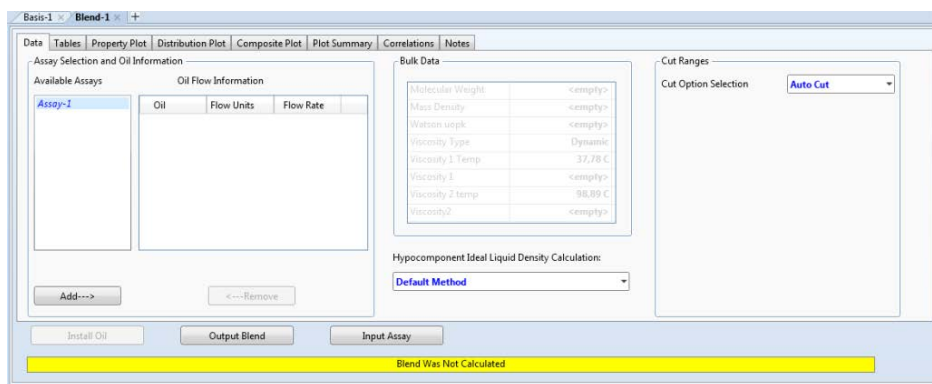 Basis-1 Blend-1 +
Data Tables Property Plot Distribution Plot Composite Plot Plot Summary Correlations Notes
Assay Selection and Oil Information
Available Assays Oil Flow Information
Assay-1
Oil Flow Units Flow Rate
Add--->
<---Remove
Bulk Data
Molecular Weight <empty>
Mass Density <empty>
Watson uopk <empty>
Viscosity Type Dynamic
Viscosity 1 Temp 37,78 C
Viscosity 1 <empty>
Viscosity 2 temp 98,89 C
Viscosity2 <empty>
Hypocomponent Ideal Liquid Density Calculation:
Default Method
Cut Ranges
Cut Option Selection Auto Cut
Install Oil Output Blend Input Assay
Blend Was Not Calculated